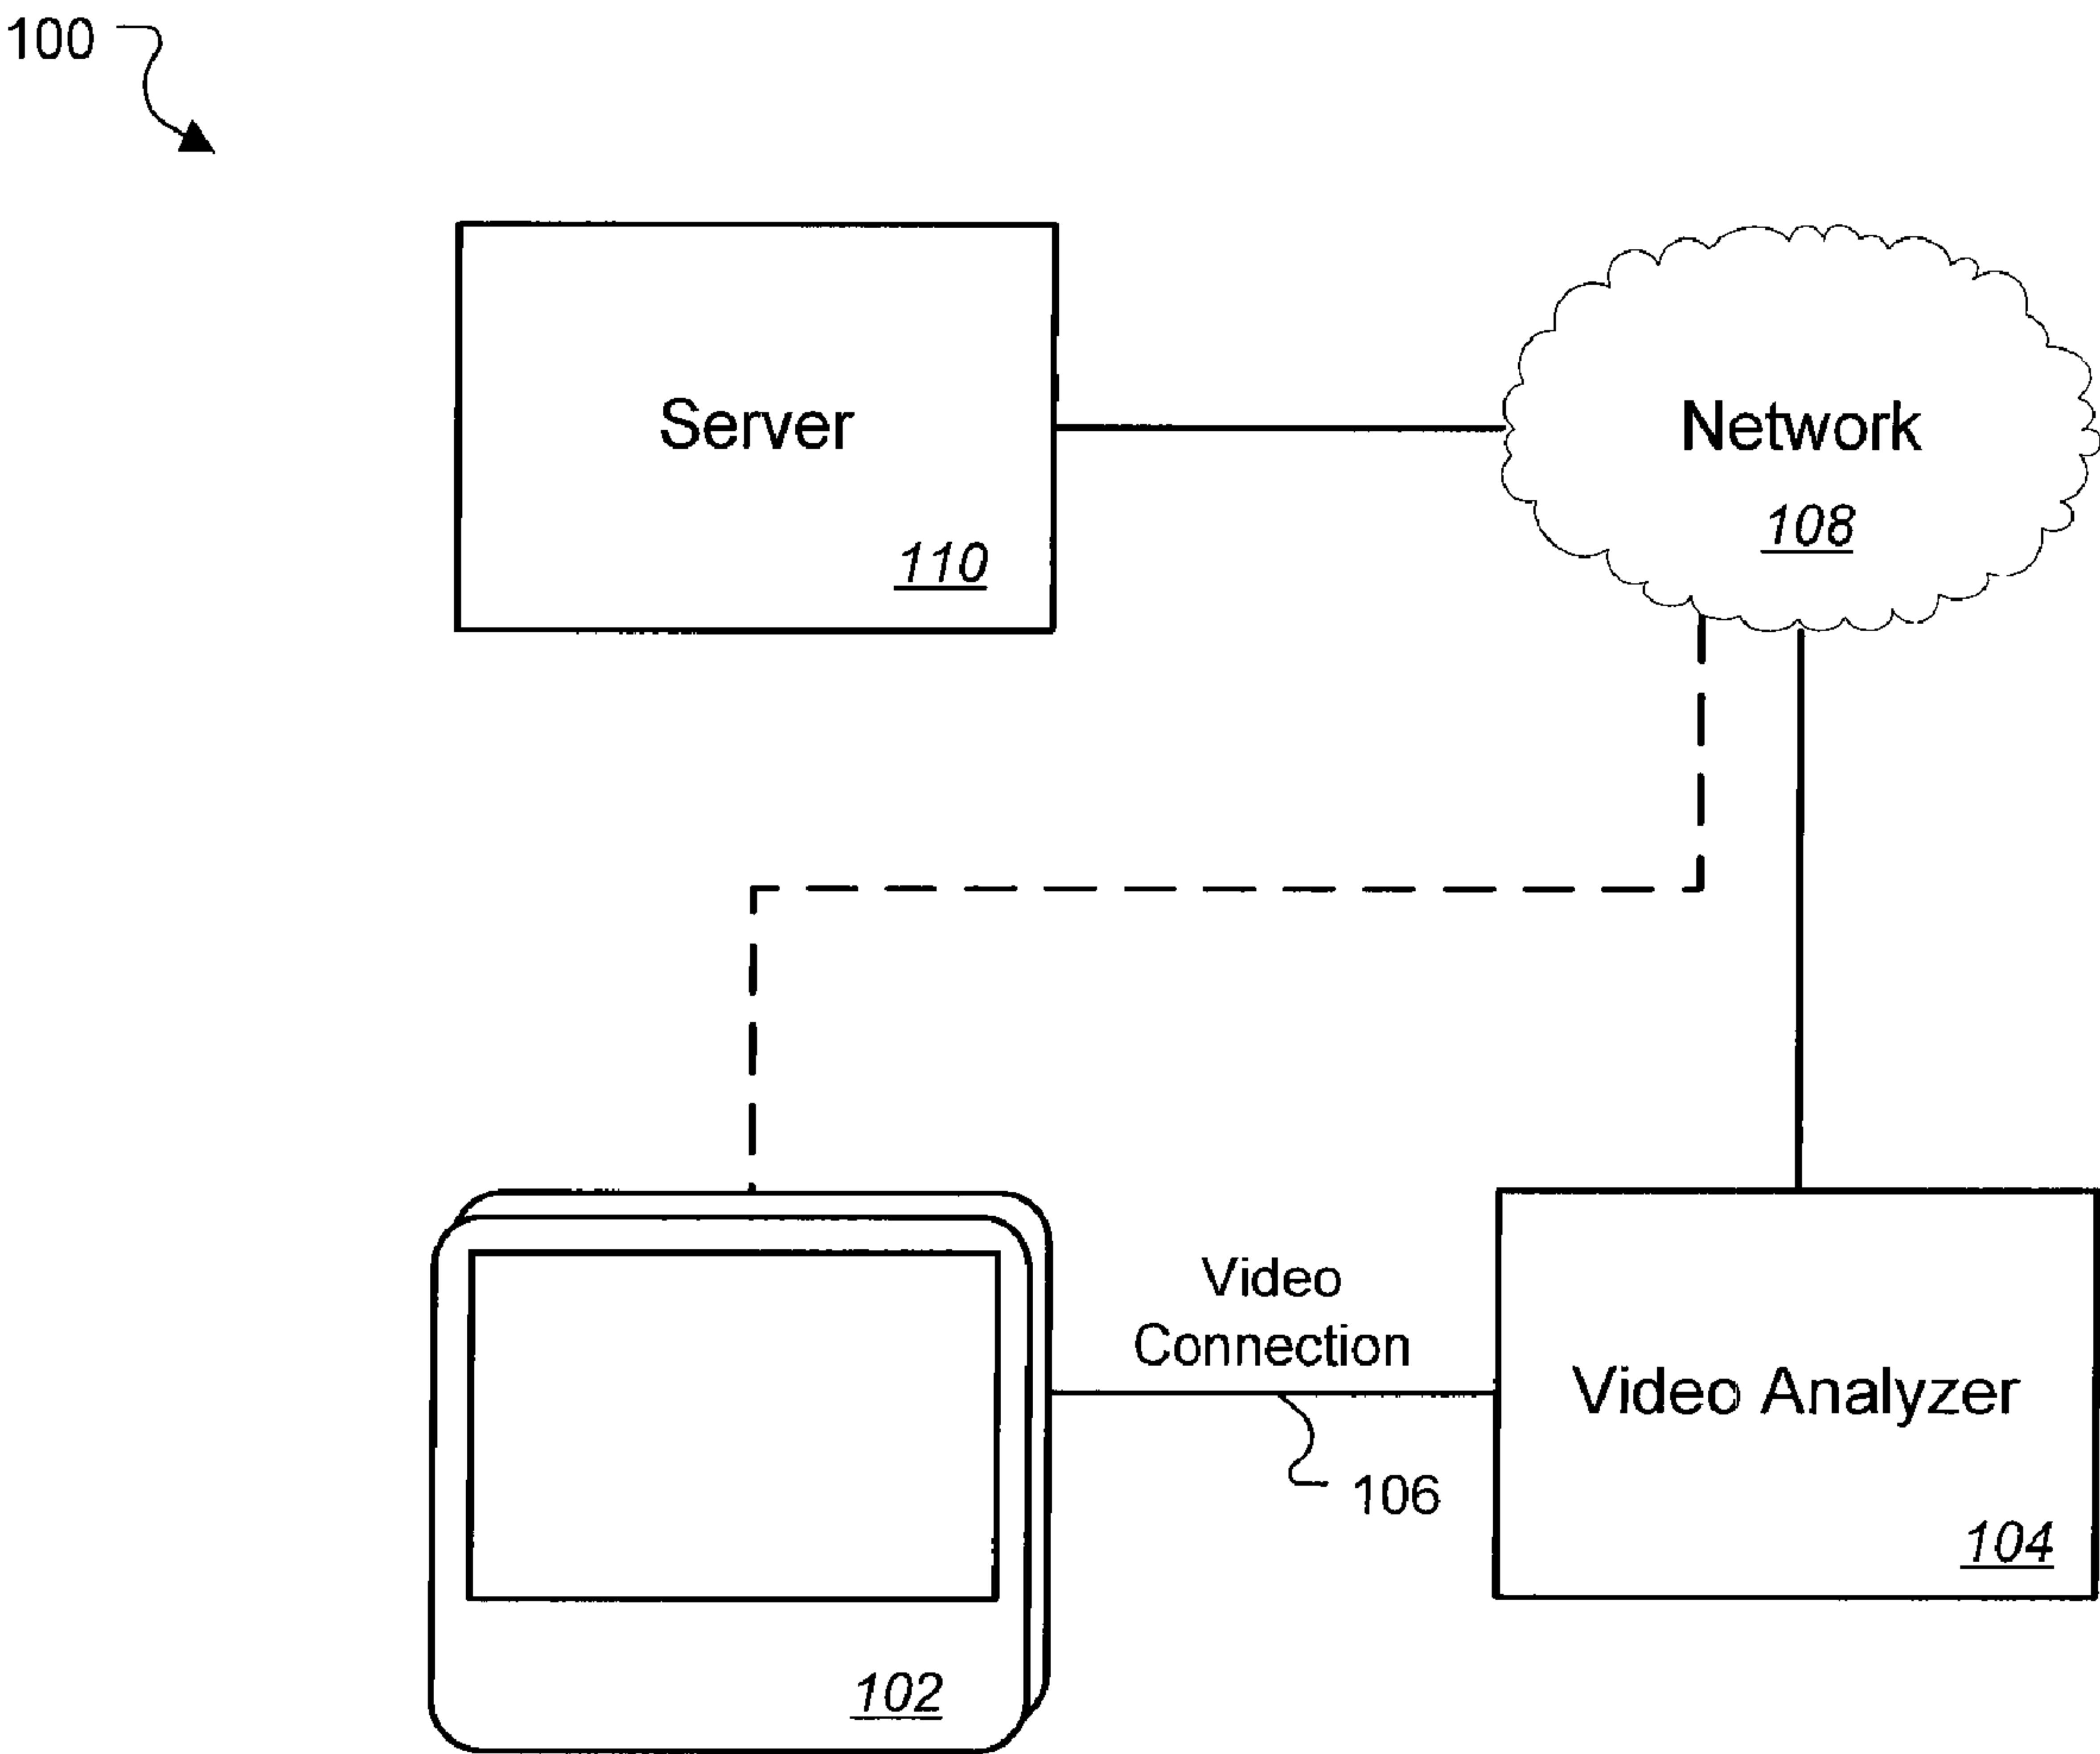 100
Server
110
Network
108
Video
Connection
106
Video Analyzer
104
102